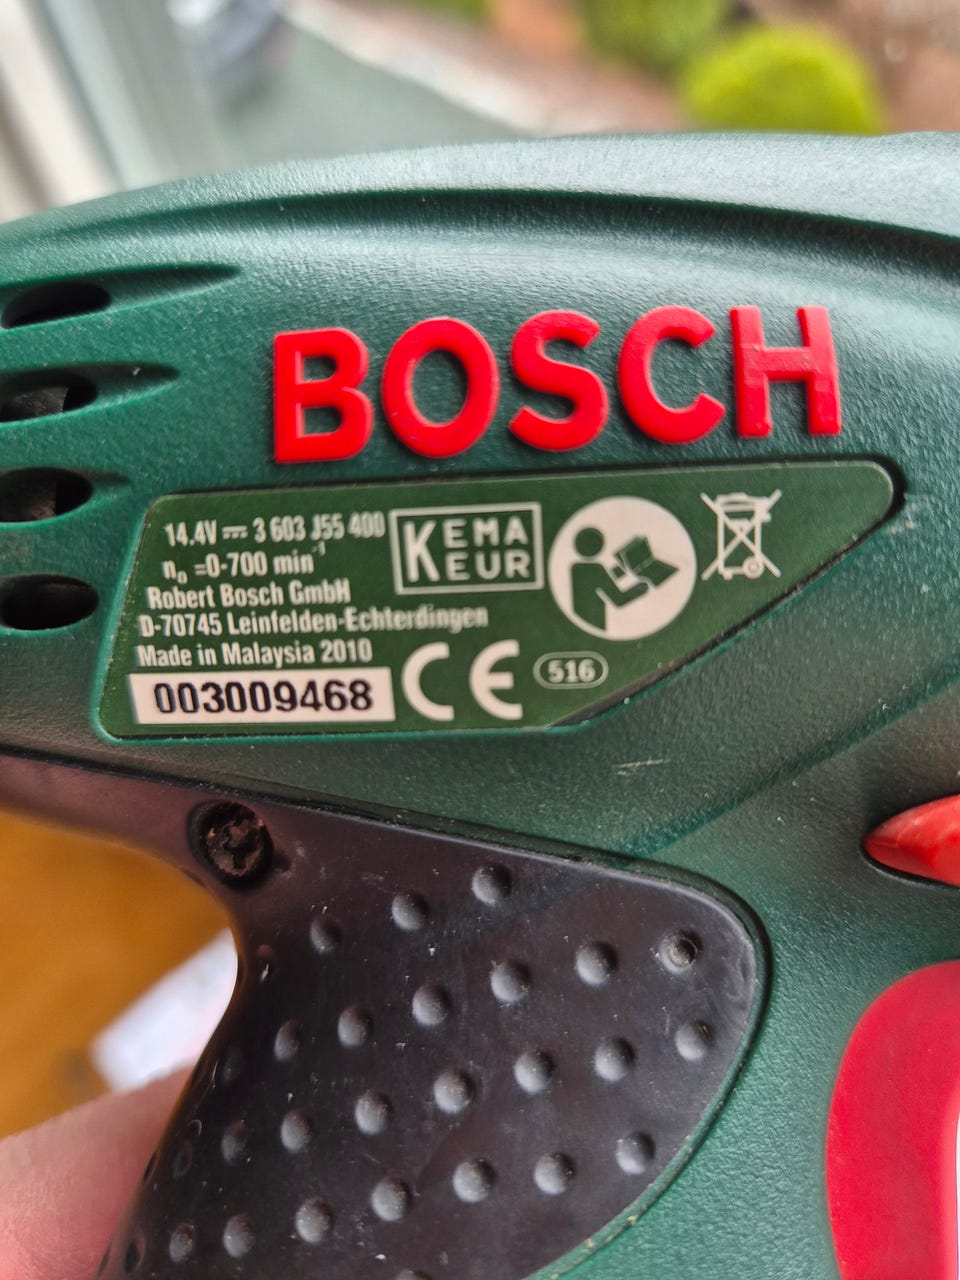 BOSCH
14.4V ⎓ 3 603 J55 400
n₀ =0-700 min⁻¹
Robert Bosch GmbH
D-70745 Leinfelden-Echterdingen
Made in Malaysia 2010
003009468
KEMA
KEUR
CE
516